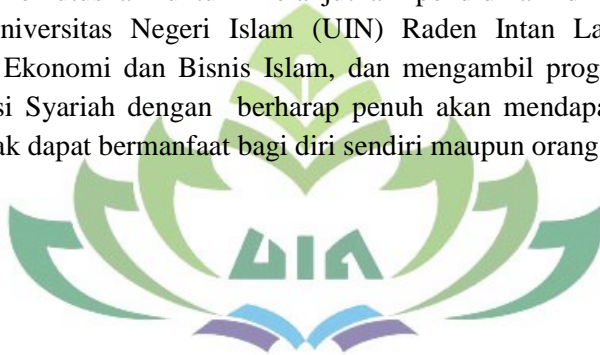 niversitas Negeri Islam (UIN) Raden Intan La
Ekonomi dan Bisnis Islam, dan mengambil prog
si Syariah dengan berharap penuh akan mendapa
ak dapat bermanfaat bagi diri sendiri maupun orang
UIN